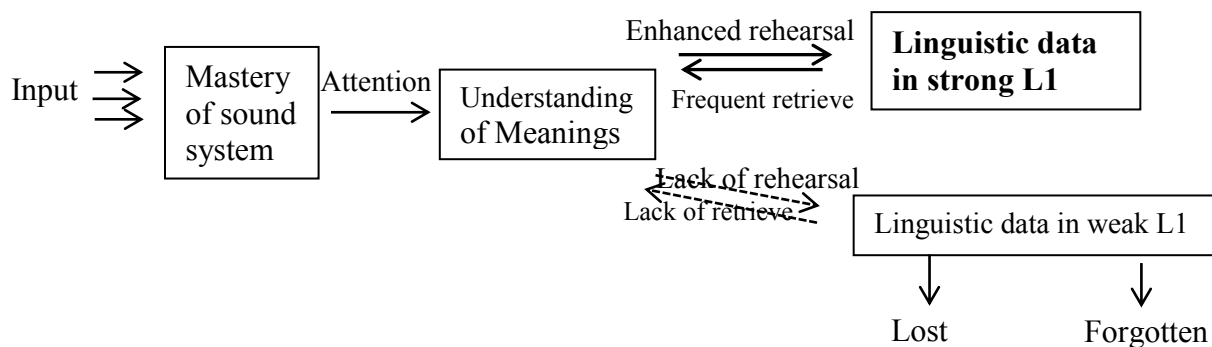 Input
Mastery
of sound
system
Attention
Understanding
of Meanings
Enhanced rehearsal
Frequent retrieve
Linguistic data
in strong L1
Lack of rehearsal
Lack of retrieve
Linguistic data in weak L1
Lost
Forgotten